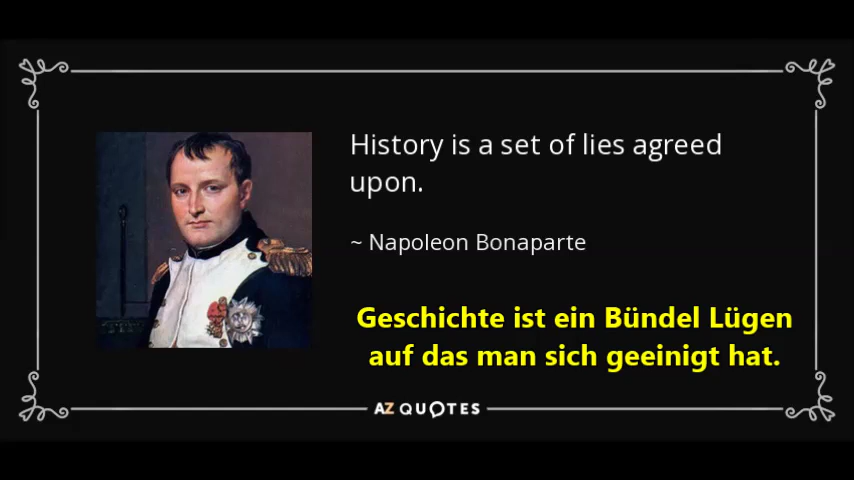 History is a set of lies agreed
upon.
~ Napoleon Bonaparte
Geschichte ist ein Bündel Lügen
auf das man sich geeinigt hat.
AZ QUOTES